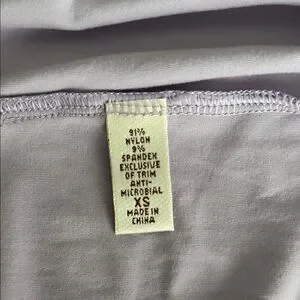 91%
NYLON
9%
SPANDEX
EXCLUSIVE
OF TRIM
ANTI-
MICROBIAL
XS
MADE IN
CHINA